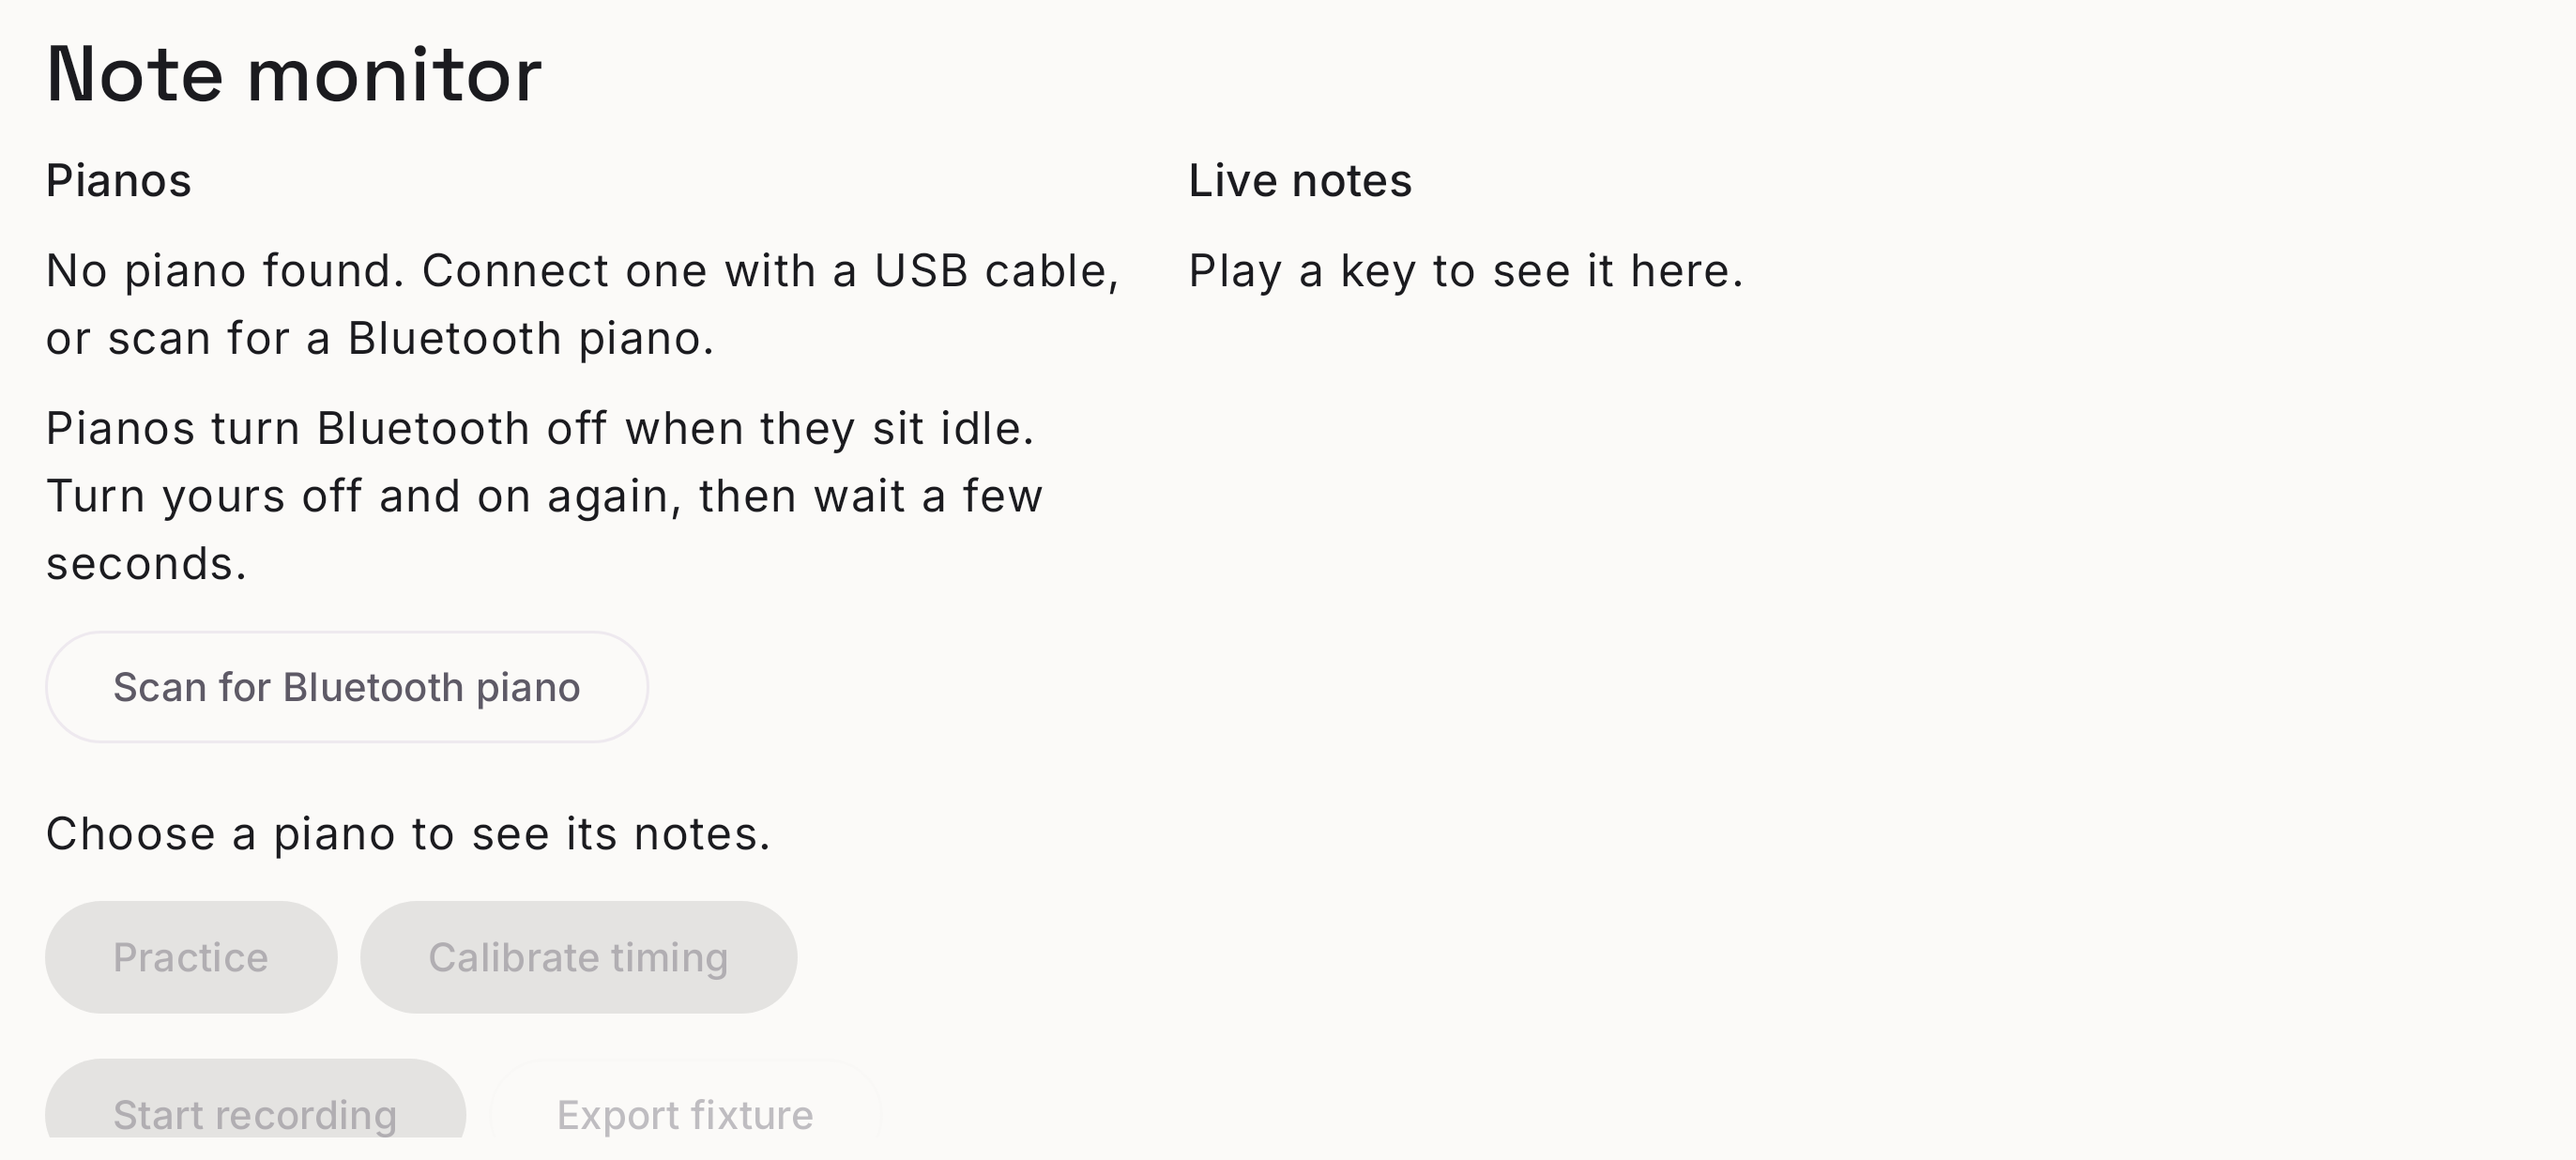 Note monitor
Pianos
No piano found. Connect one with a USB cable,
or scan for a Bluetooth piano.
Pianos turn Bluetooth off when they sit idle.
Turn yours off and on again, then wait a few
seconds.
Scan for Bluetooth piano
Choose a piano to see its notes.
Practice
Calibrate timing
Start recording
Export fixture
Live notes
Play a key to see it here.